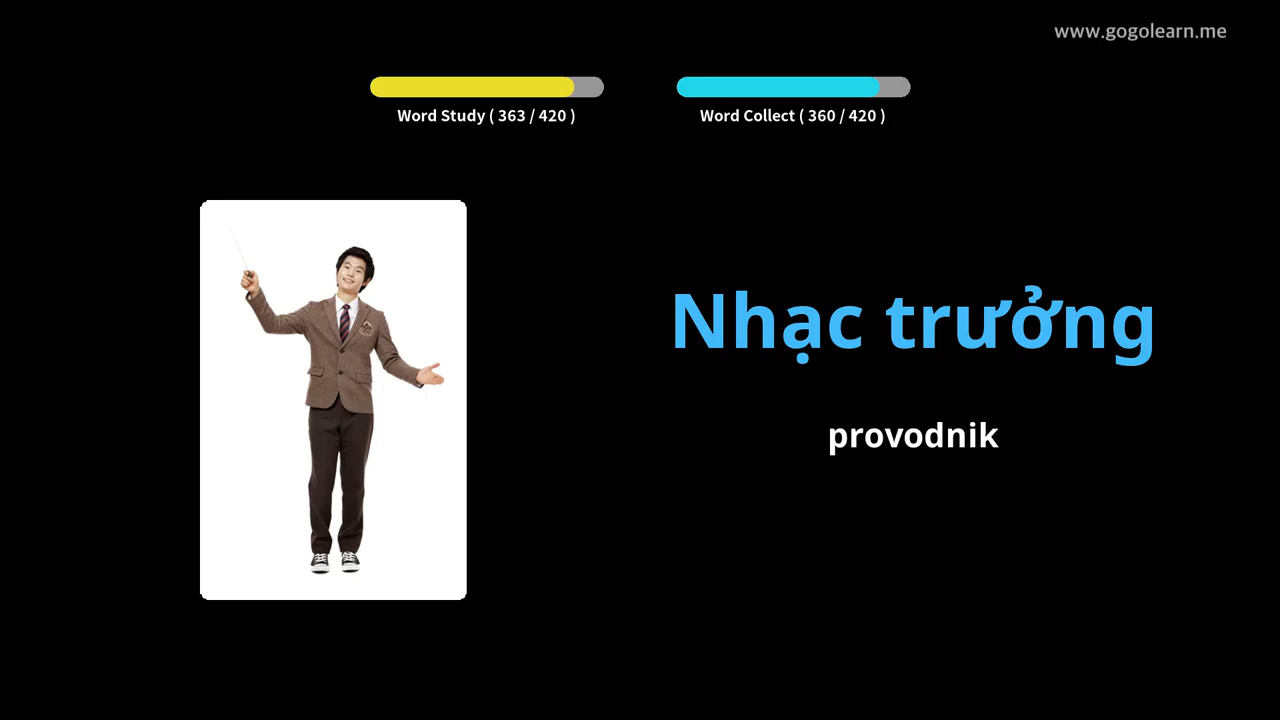 www.gogolearn.me
Word Study ( 363 / 420 )
Word Collect ( 360 / 420 )
Nhạc trưởng
provodnik